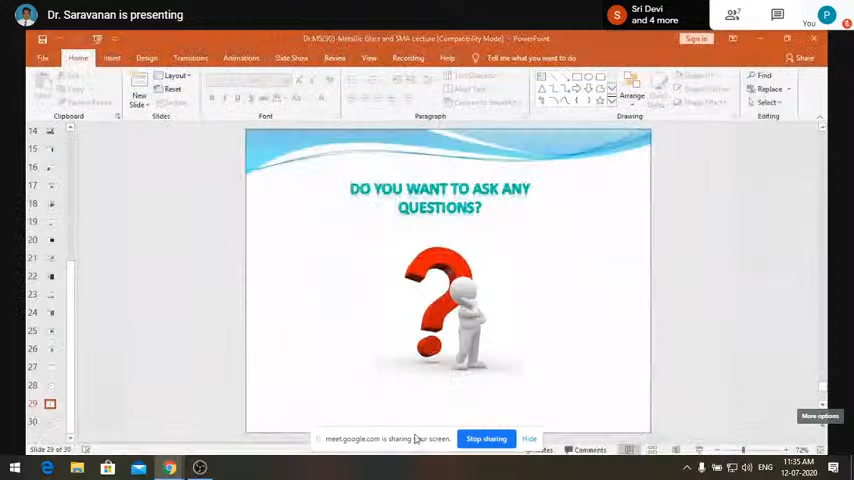 Dr. Saravanan is presenting
S
Sri Devi
and 4 more
7
You
P
Dr.MS(SG)-Metallic Glass and SMA Lecture [Compatibility Mode] - PowerPoint
Sign in
File
Home
Insert
Design
Transitions
Animations
Slide Show
Review
View
Recording
Help
Tell me what you want to do
Share
New
Slide
Layout
Reset
Arrange
Find
Replace
Select
Clipboard
Slides
Font
Paragraph
Drawing
Editing
14
15
16
17
18
19
20
21
22
23
24
25
26
27
28
29
30
DO YOU WANT TO ASK ANY
QUESTIONS?
?
More options
meet.google.com is sharing your screen.
Stop sharing
Hide
Slide 29 of 30
Notes
Comments
72%
ENG
11:35 AM
12-07-2020